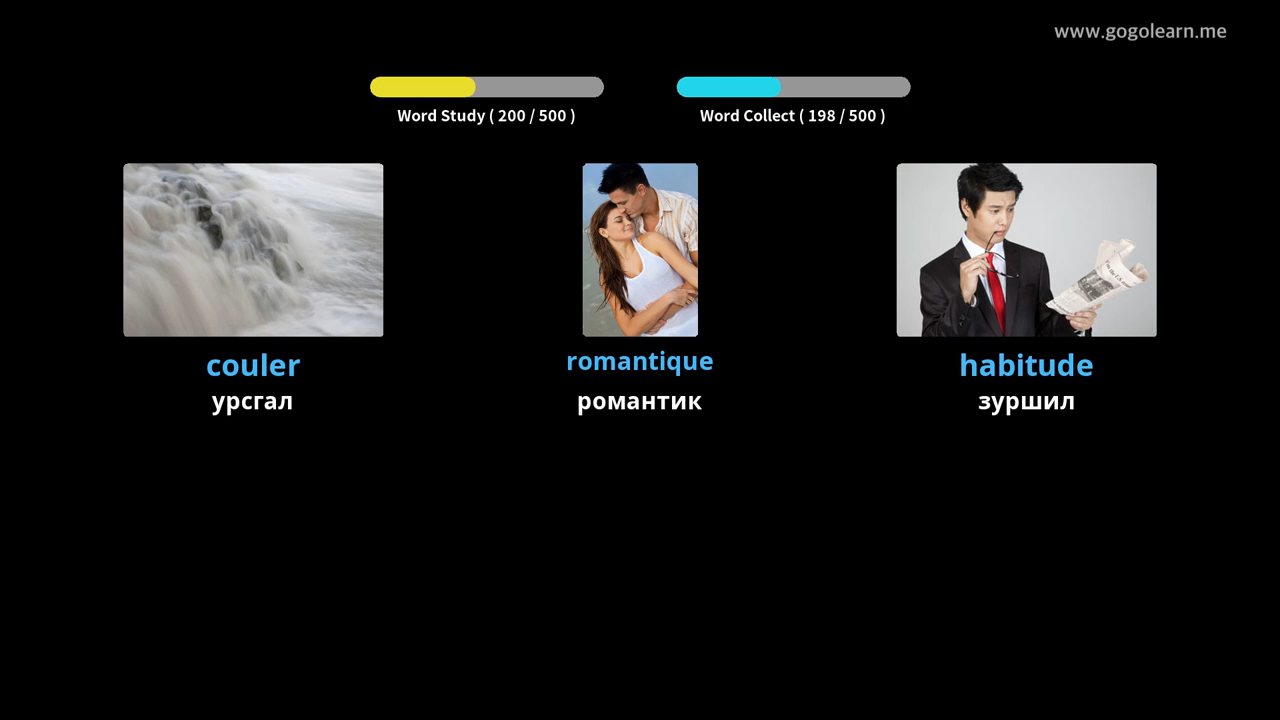 www.gogolearn.me
Word Study ( 200 / 500 )
Word Collect ( 198 / 500 )
couler
урсгал
romantique
романтик
habitude
зуршил